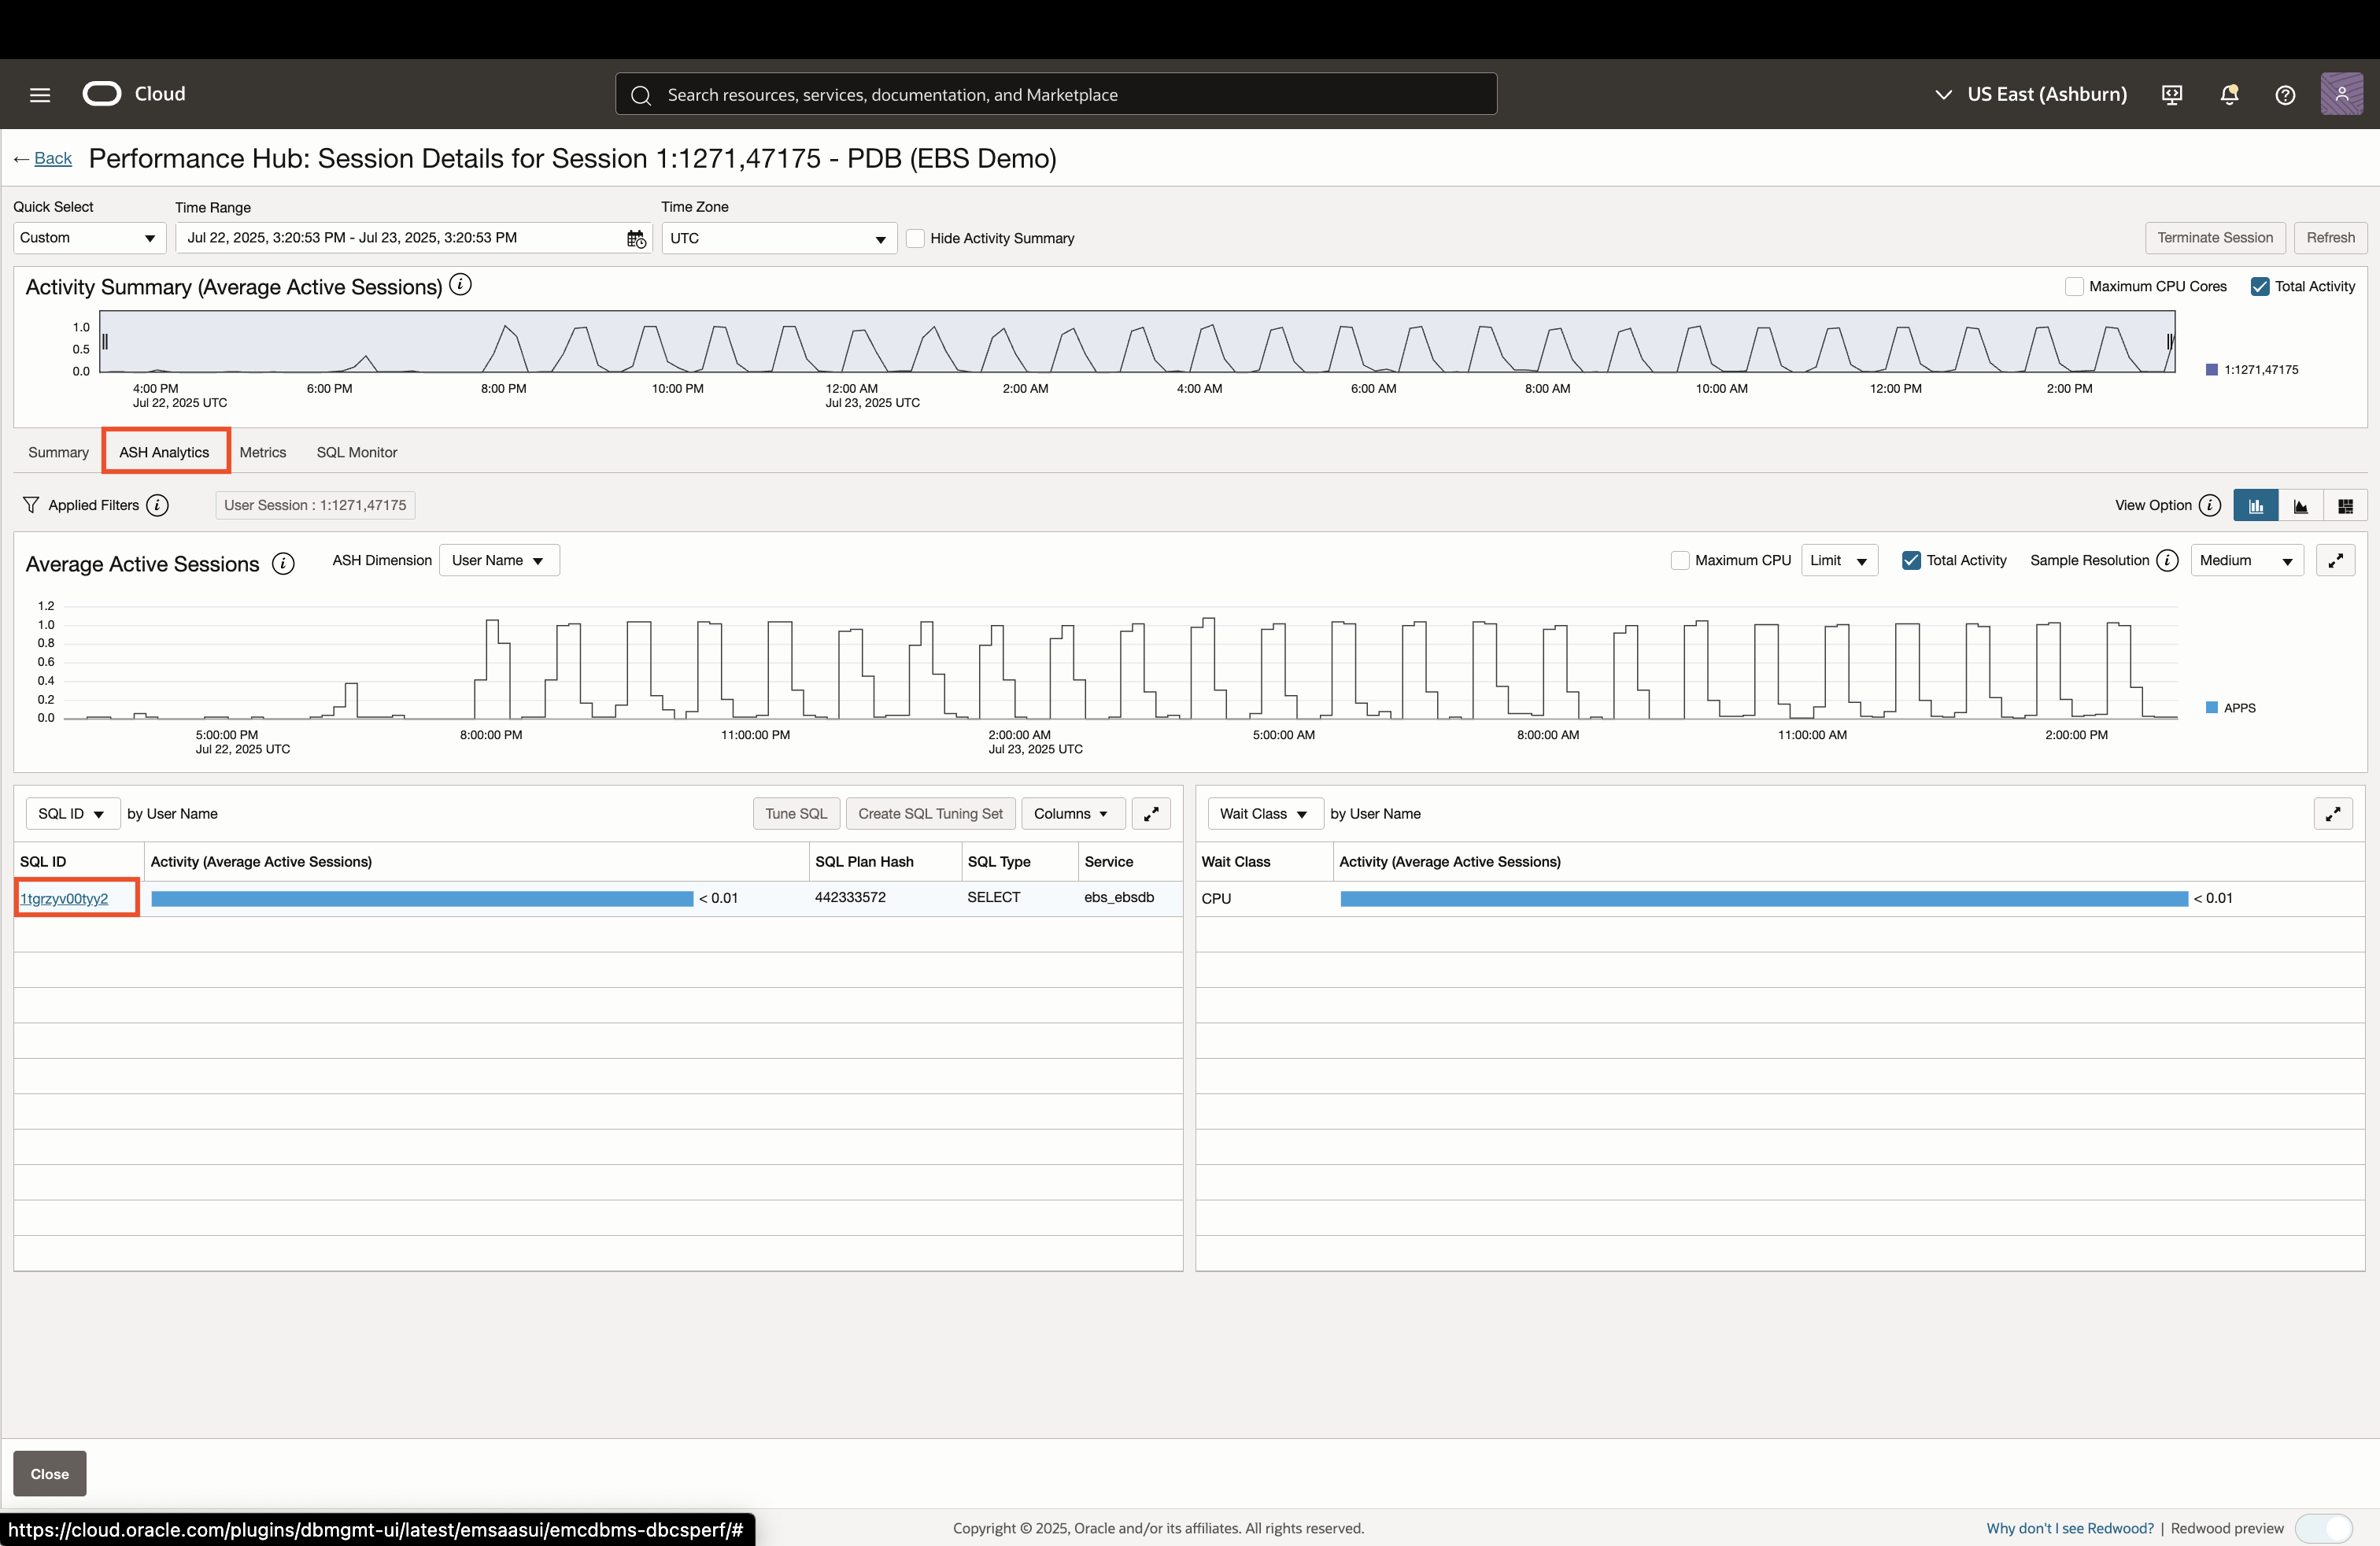 Cloud
Search resources, services, documentation, and Marketplace
US East (Ashburn)
← Back Performance Hub: Session Details for Session 1:1271,47175 - PDB (EBS Demo)
Quick Select Time Range Time Zone
Custom Jul 22, 2025, 3:20:53 PM - Jul 23, 2025, 3:20:53 PM UTC Hide Activity Summary Terminate Session Refresh
Activity Summary (Average Active Sessions) Maximum CPU Cores Total Activity
1.0
0.5
0.0
1:1271,47175
4:00 PM 6:00 PM 8:00 PM 10:00 PM 12:00 AM 2:00 AM 4:00 AM 6:00 AM 8:00 AM 10:00 AM 12:00 PM 2:00 PM
Jul 22, 2025 UTC Jul 23, 2025 UTC
Summary ASH Analytics Metrics SQL Monitor
Applied Filters User Session : 1:1271,47175 View Option
Average Active Sessions ASH Dimension User Name Maximum CPU Limit Total Activity Sample Resolution Medium
1.2
1.0
0.8
0.6
0.4
0.2
0.0
APPS
5:00:00 PM 8:00:00 PM 11:00:00 PM 2:00:00 AM 5:00:00 AM 8:00:00 AM 11:00:00 AM 2:00:00 PM
Jul 22, 2025 UTC Jul 23, 2025 UTC
SQL ID by User Name Tune SQL Create SQL Tuning Set Columns
SQL ID Activity (Average Active Sessions) SQL Plan Hash SQL Type Service
1tgrzyv00tyy2 < 0.01 442333572 SELECT ebs_ebsdb
Wait Class by User Name
Wait Class Activity (Average Active Sessions)
CPU < 0.01
Close
https://cloud.oracle.com/plugins/dbmgmt-ui/latest/emsaasui/emcdbms-dbcsperf/#
Copyright © 2025, Oracle and/or its affiliates. All rights reserved.
Why don't I see Redwood? | Redwood preview